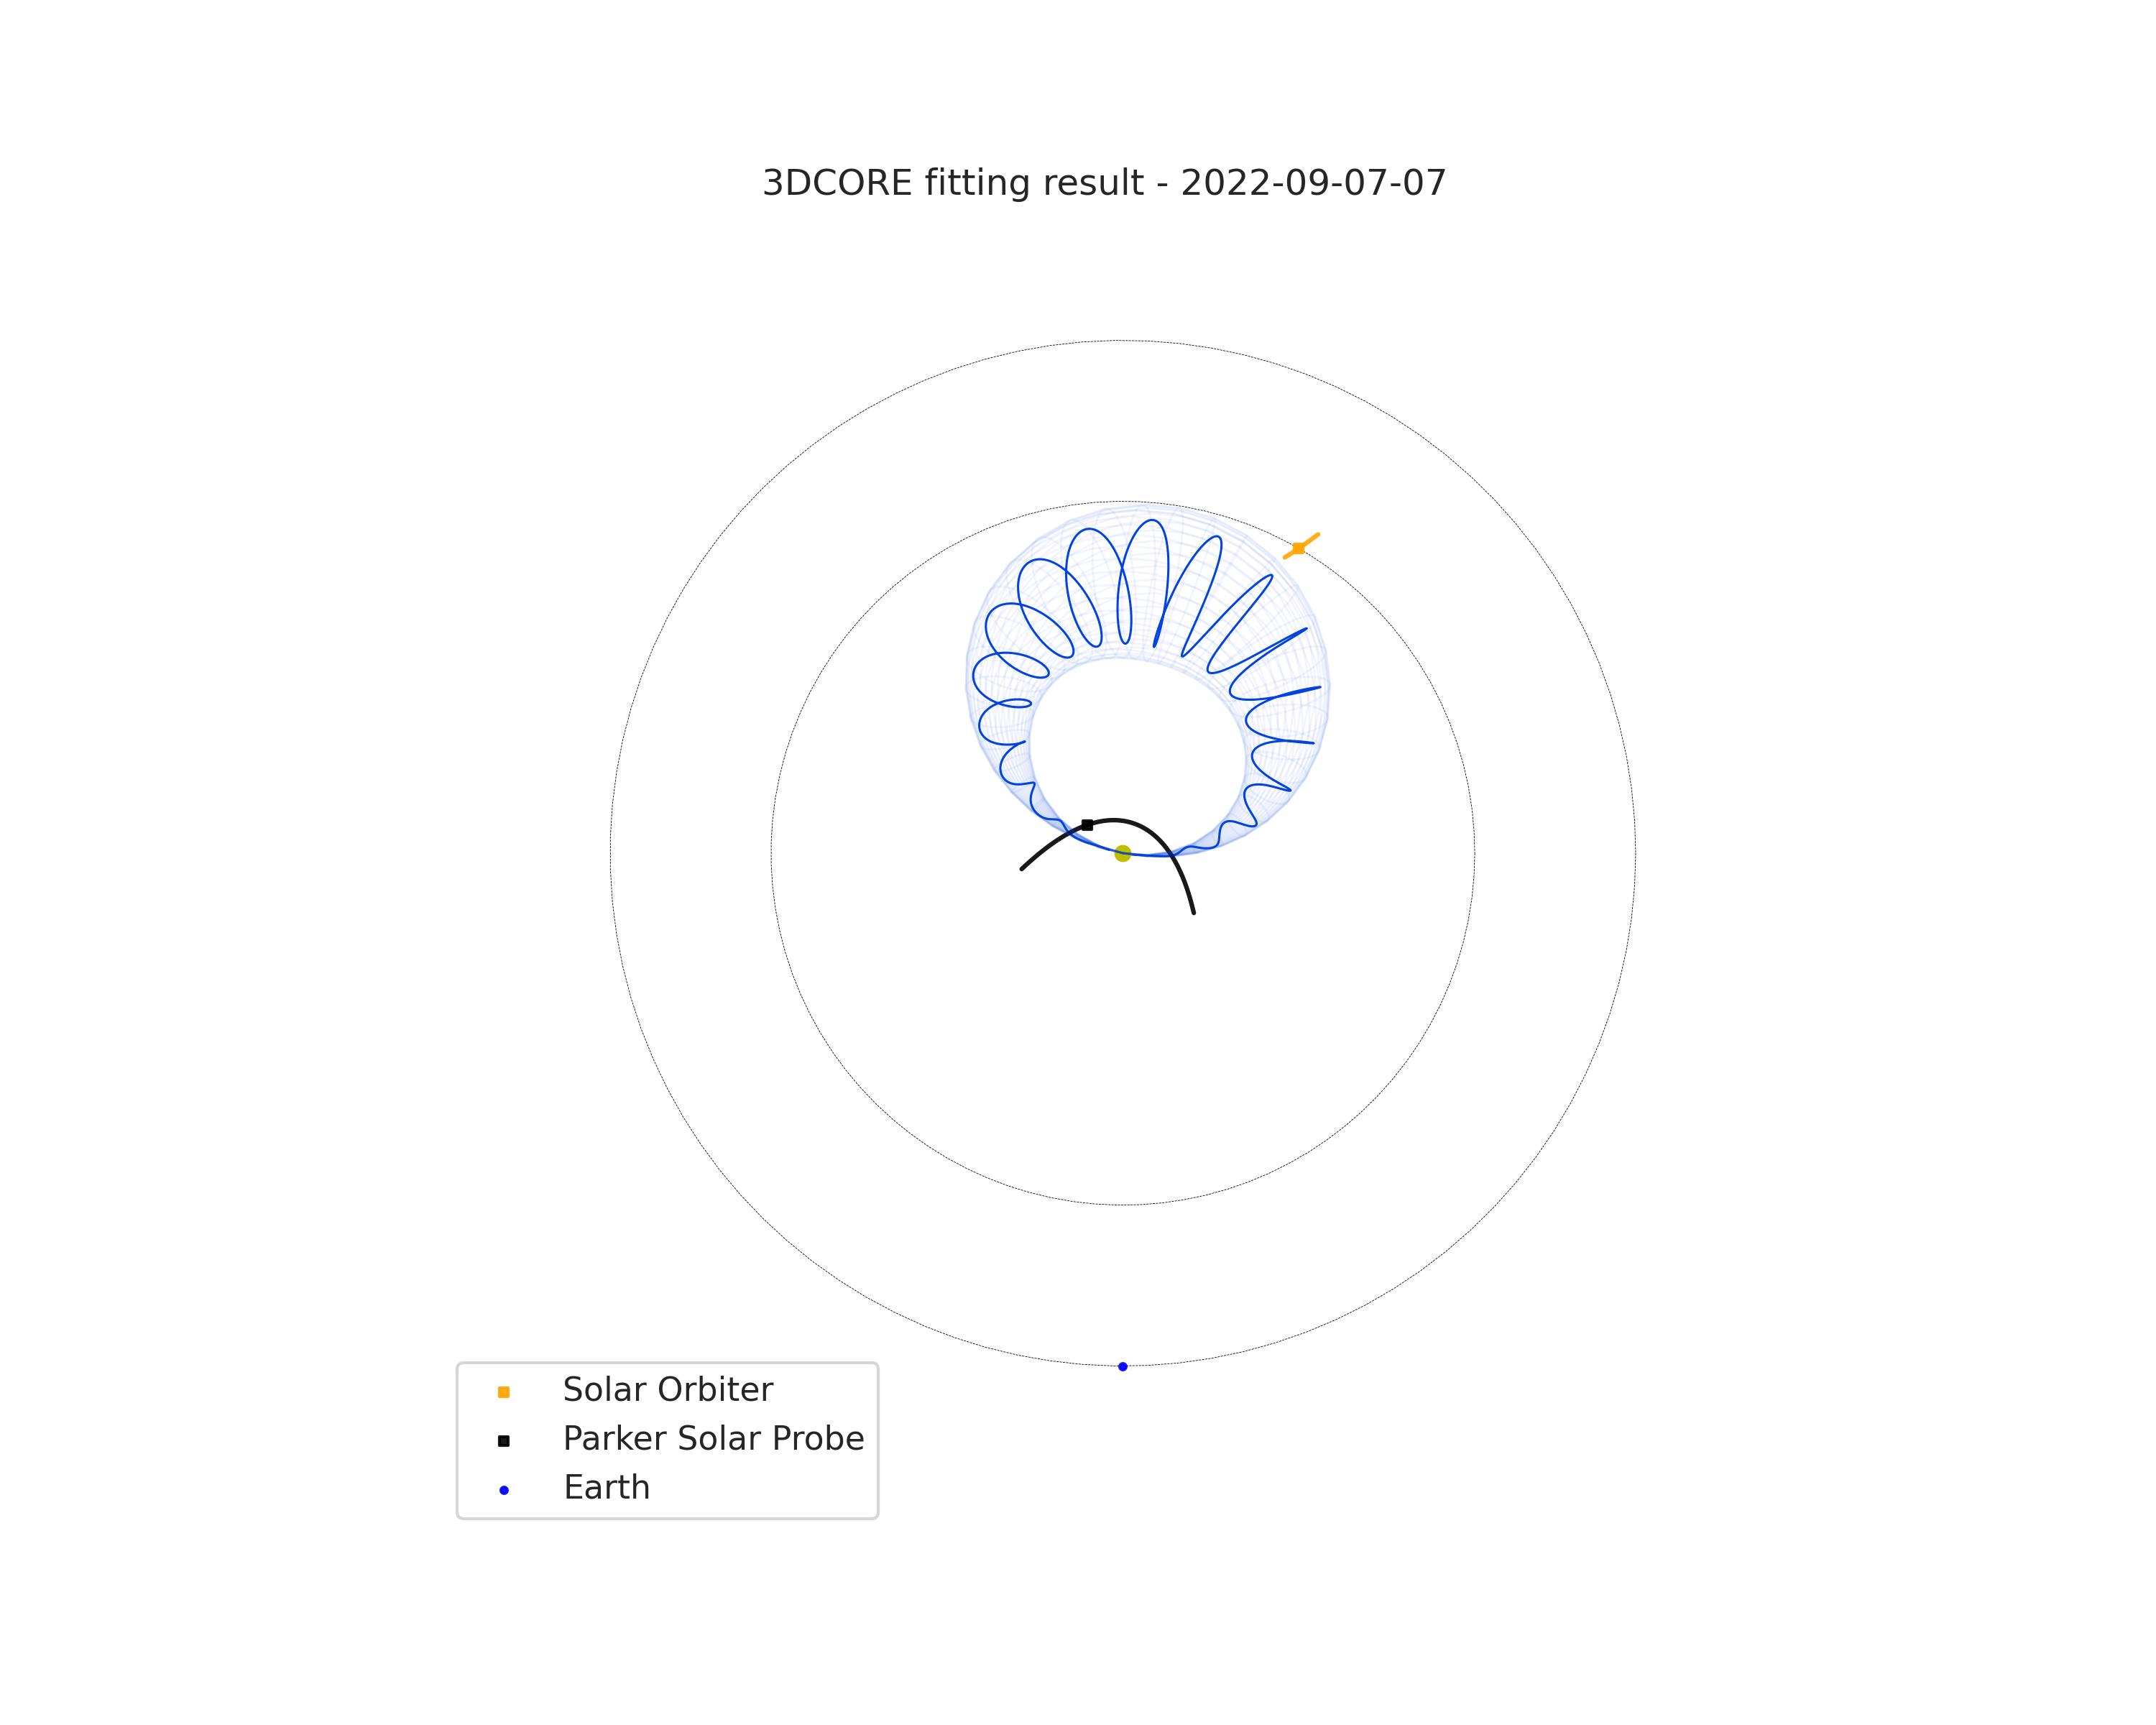 3DCORE fitting result - 2022-09-07-07
Solar Orbiter
Parker Solar Probe
Earth